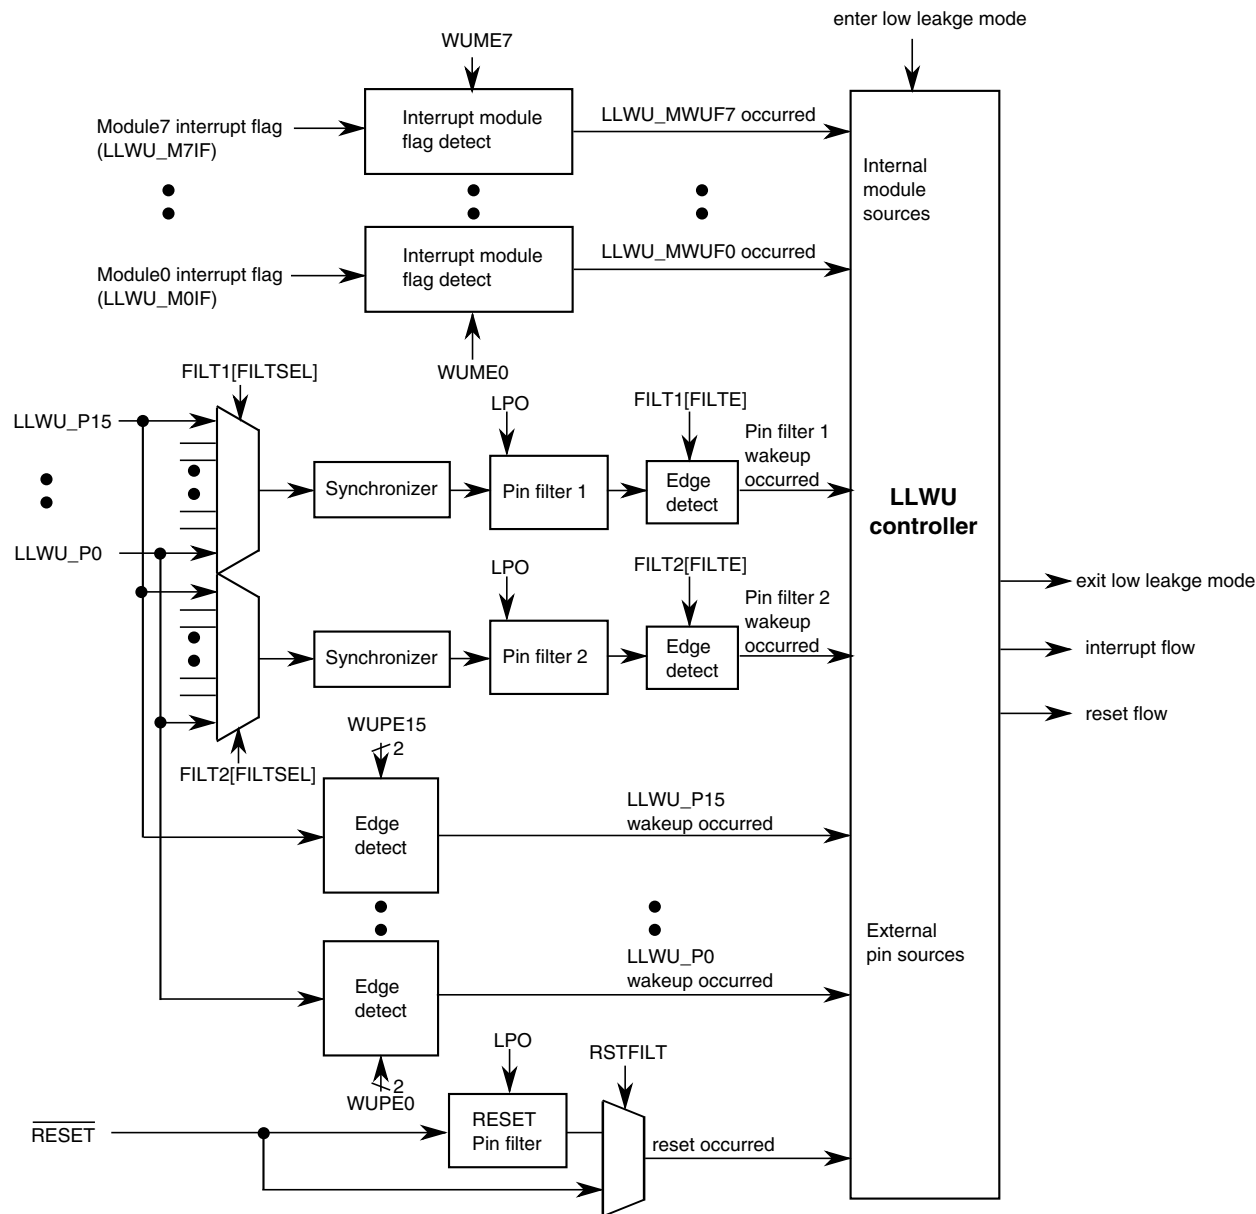 enter low leakge mode
WUME7
Interrupt module
flag detect
LLWU_MWUF7 occurred
Module7 interrupt flag
(LLWU_M7IF)
Internal
module
sources
Interrupt module
flag detect
LLWU_MWUF0 occurred
Module0 interrupt flag
(LLWU_M0IF)
WUME0
FILT1[FILTSEL]
LLWU_P15
LPO
FILT1[FILTE]
Pin filter 1
wakeup
occurred
Synchronizer
Pin filter 1
Edge
detect
LLWU
controller
LLWU_P0
LPO
FILT2[FILTE]
Pin filter 2
wakeup
occurred
exit low leakge mode
Synchronizer
Pin filter 2
Edge
detect
interrupt flow
reset flow
WUPE15
2
FILT2[FILTSEL]
Edge
detect
LLWU_P15
wakeup occurred
External
pin sources
LLWU_P0
wakeup occurred
Edge
detect
2
WUPE0
LPO
RSTFILT
RESET
RESET
Pin filter
reset occurred